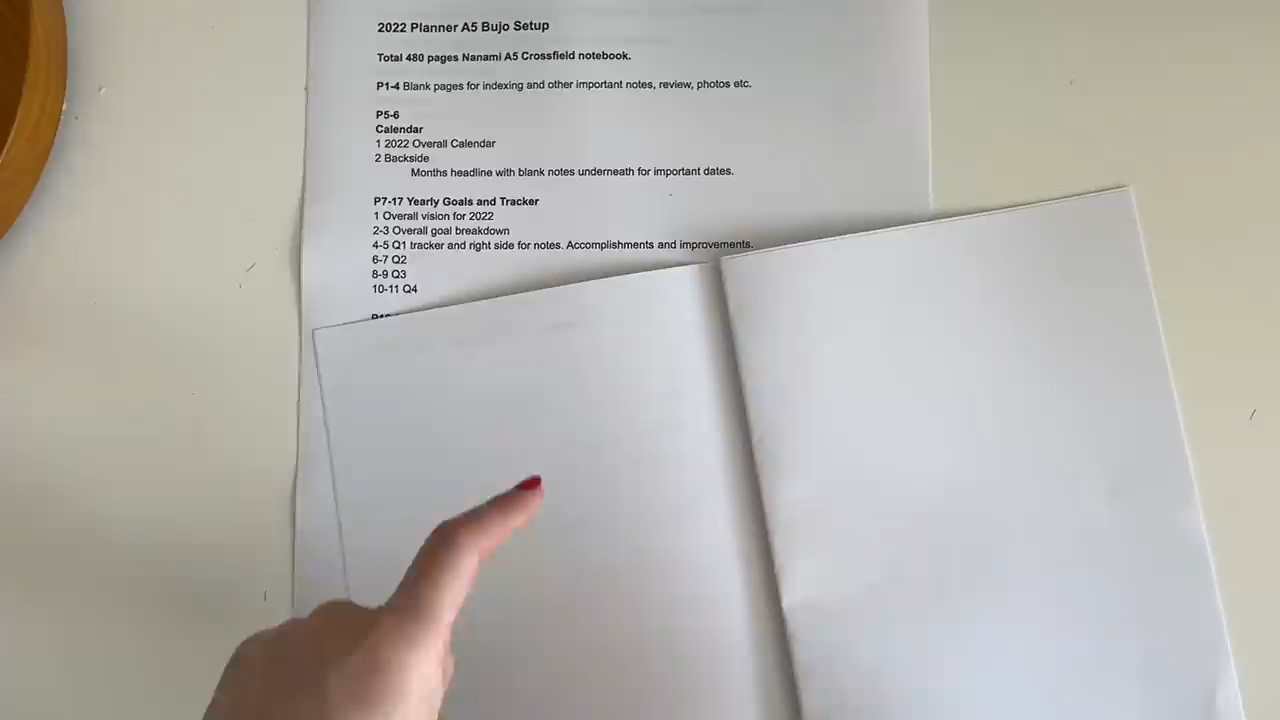 2022 Planner A5 Bujo Setup
Total 480 pages Nanami A5 Crossfield notebook.
P1-4 Blank pages for indexing and other important notes, review, photos etc.
P5-6
Calendar
1 2022 Overall Calendar
2 Backside
Months headline with blank notes underneath for important dates.
P7-17 Yearly Goals and Tracker
1 Overall vision for 2022
2-3 Overall goal breakdown
4-5 Q1 tracker and right side for notes. Accomplishments and improvements.
6-7 Q2
8-9 Q3
10-11 Q4